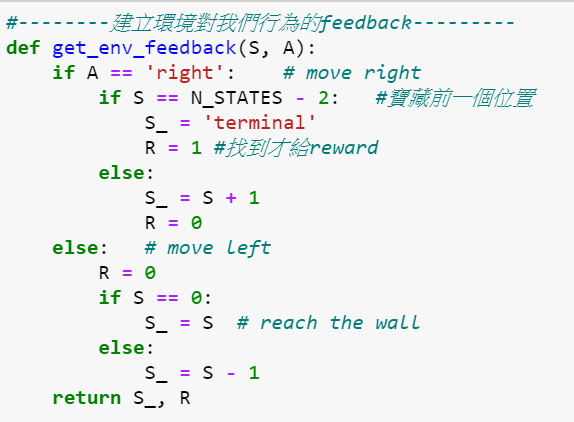 #--------建立環境對我們行為的feedback---------
def get_env_feedback(S, A):
    if A == 'right':    # move right
        if S == N_STATES - 2:   #寶藏前一個位置
            S_ = 'terminal'
            R = 1 #找到才給reward
        else:
            S_ = S + 1
            R = 0
    else:   # move left
        R = 0
        if S == 0:
            S_ = S  # reach the wall
        else:
            S_ = S - 1
    return S_, R